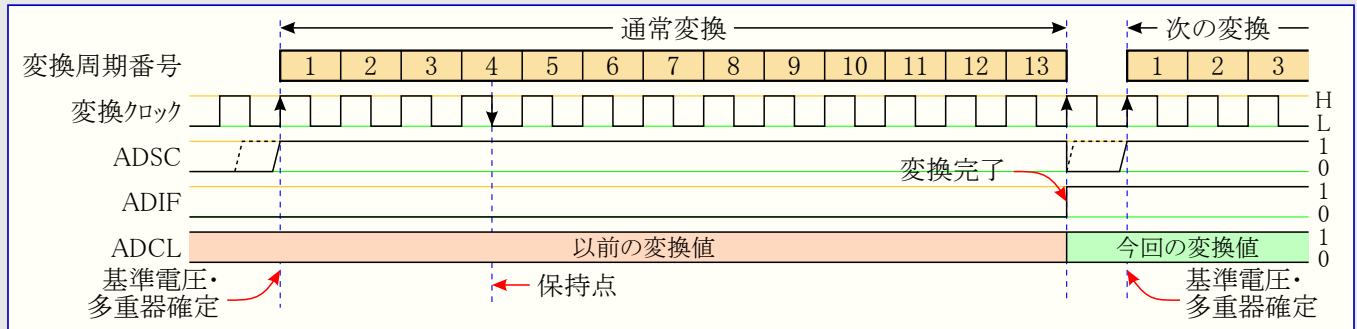 通常変換
次の変換
変換周期番号 1 2 3 4 5 6 7 8 9 10 11 12 13 1 2 3
変換ｸﾛｯｸ H
L
ADSC 1
0
変換完了
ADIF 1
0
ADCL 以前の変換値 今回の変換値 1
0
基準電圧･
多重器確定
保持点
基準電圧･
多重器確定